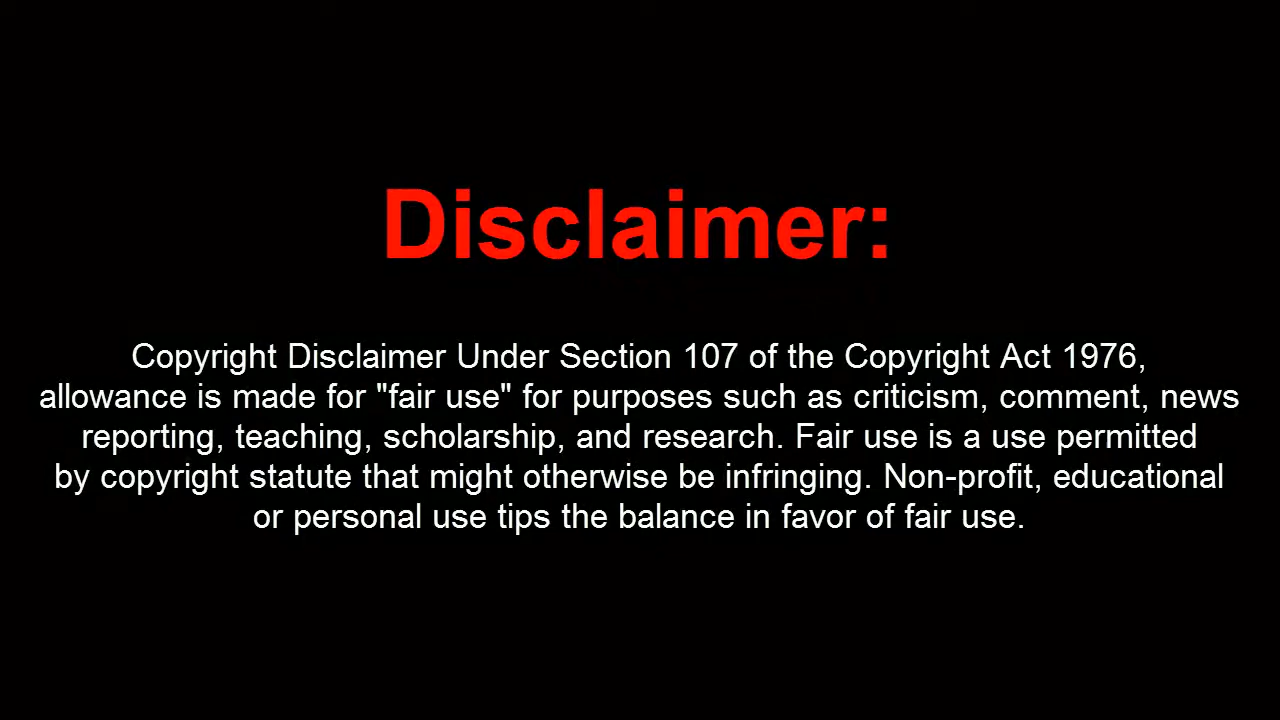 Disclaimer:
Copyright Disclaimer Under Section 107 of the Copyright Act 1976,
allowance is made for "fair use" for purposes such as criticism, comment, news
reporting, teaching, scholarship, and research. Fair use is a use permitted
by copyright statute that might otherwise be infringing. Non-profit, educational
or personal use tips the balance in favor of fair use.